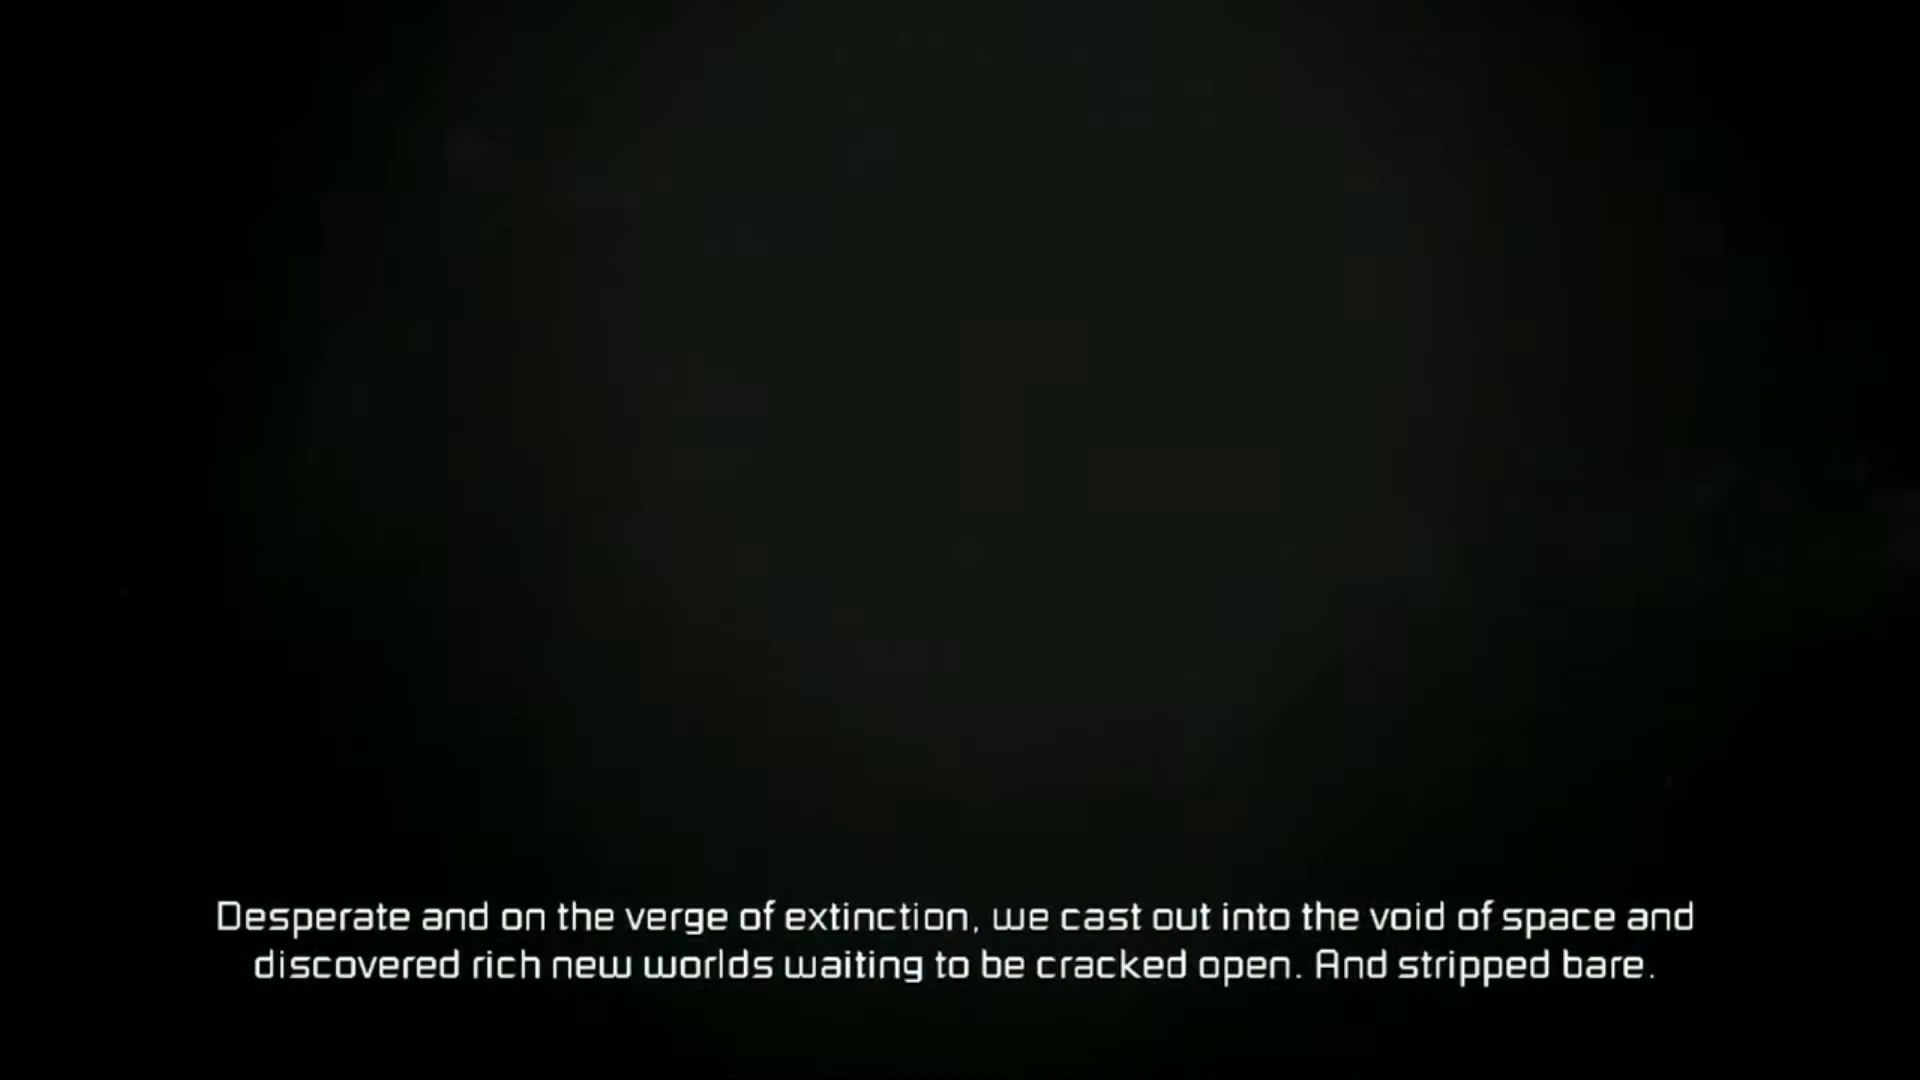 Desperate and on the verge of extinction, we cast out into the void of space and
discovered rich new worlds waiting to be cracked open. And stripped bare.